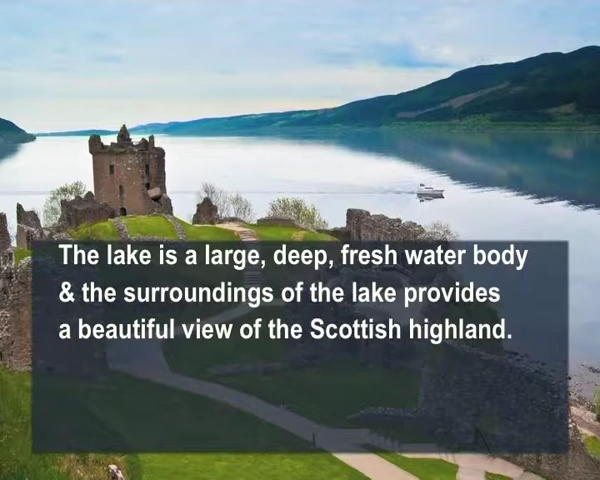 The lake is a large, deep, fresh water body
& the surroundings of the lake provides
a beautiful view of the Scottish highland.